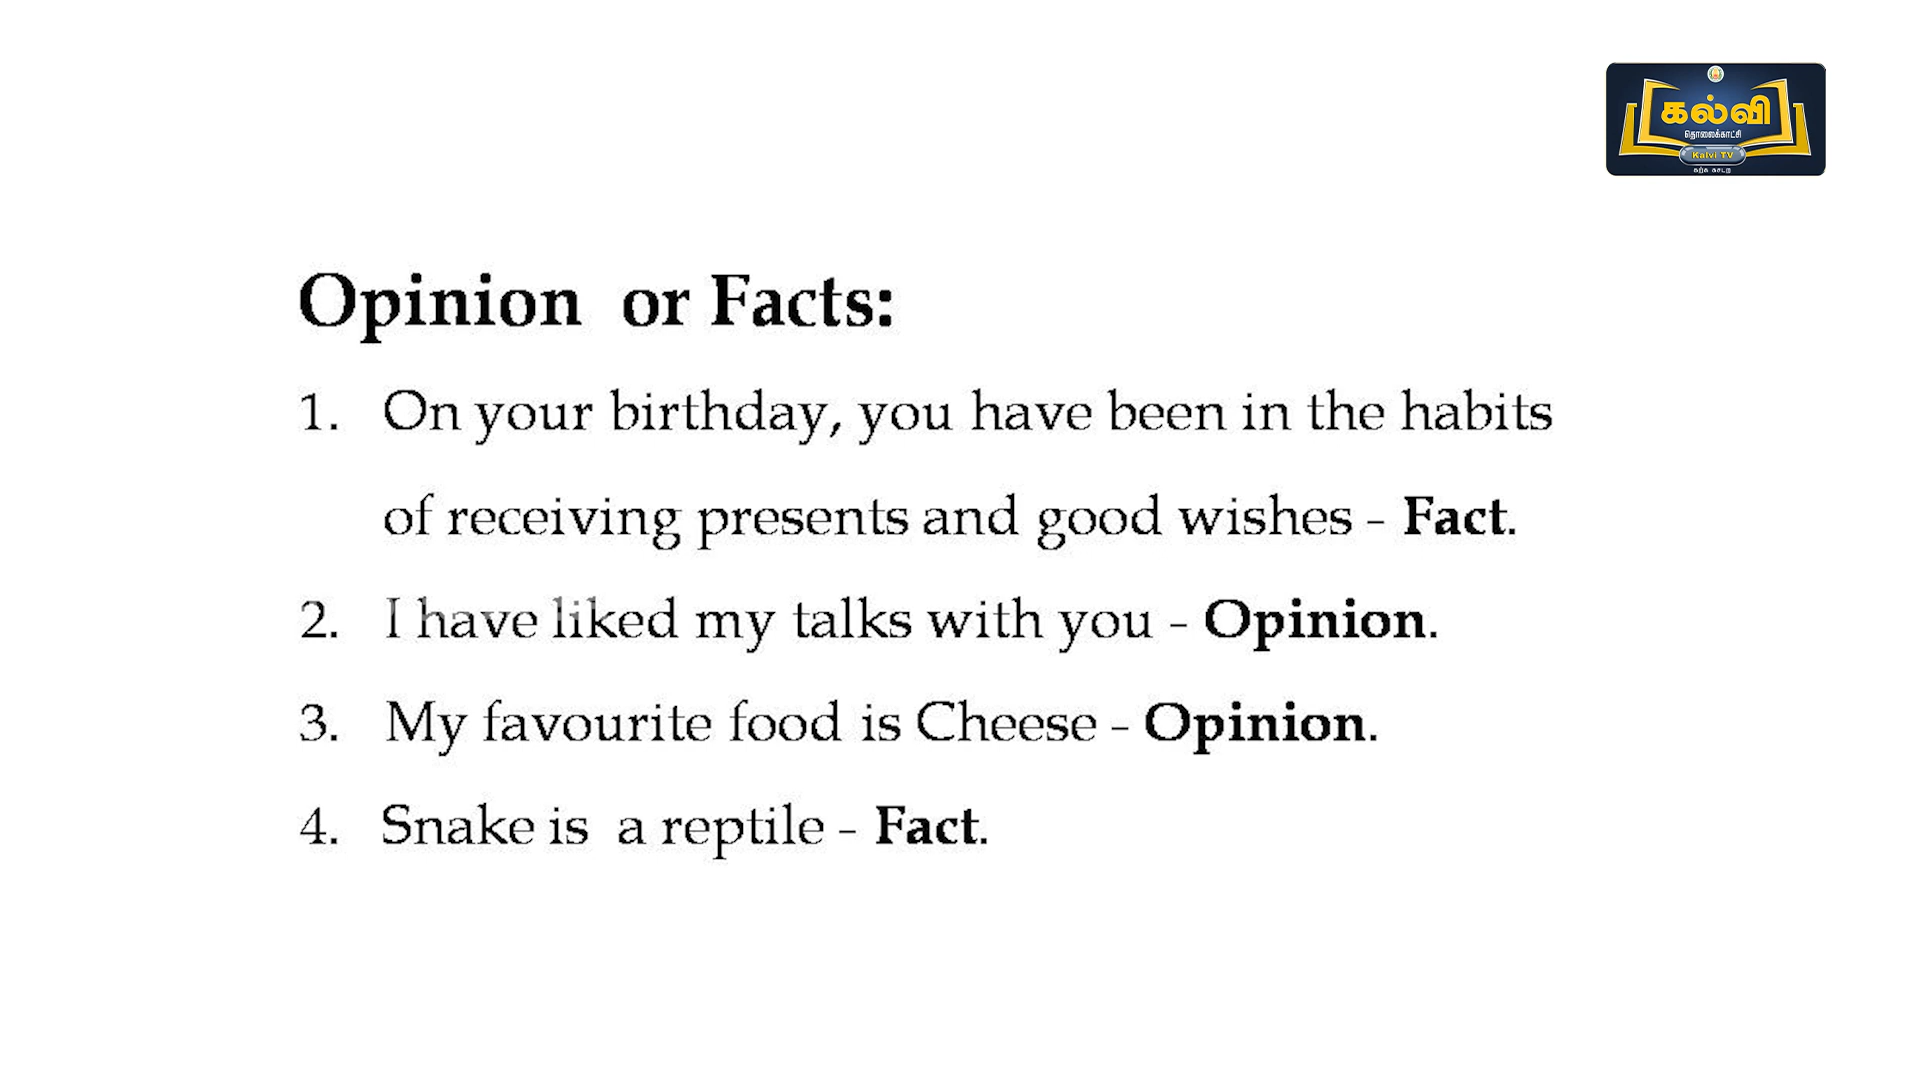 கல்வி
தொலைக்காட்சி
Kalvi TV
கற்க கசடற
Opinion or Facts:
1. On your birthday, you have been in the habits
of receiving presents and good wishes - Fact.
2. I have liked my talks with you - Opinion.
3. My favourite food is Cheese - Opinion.
4. Snake is a reptile - Fact.